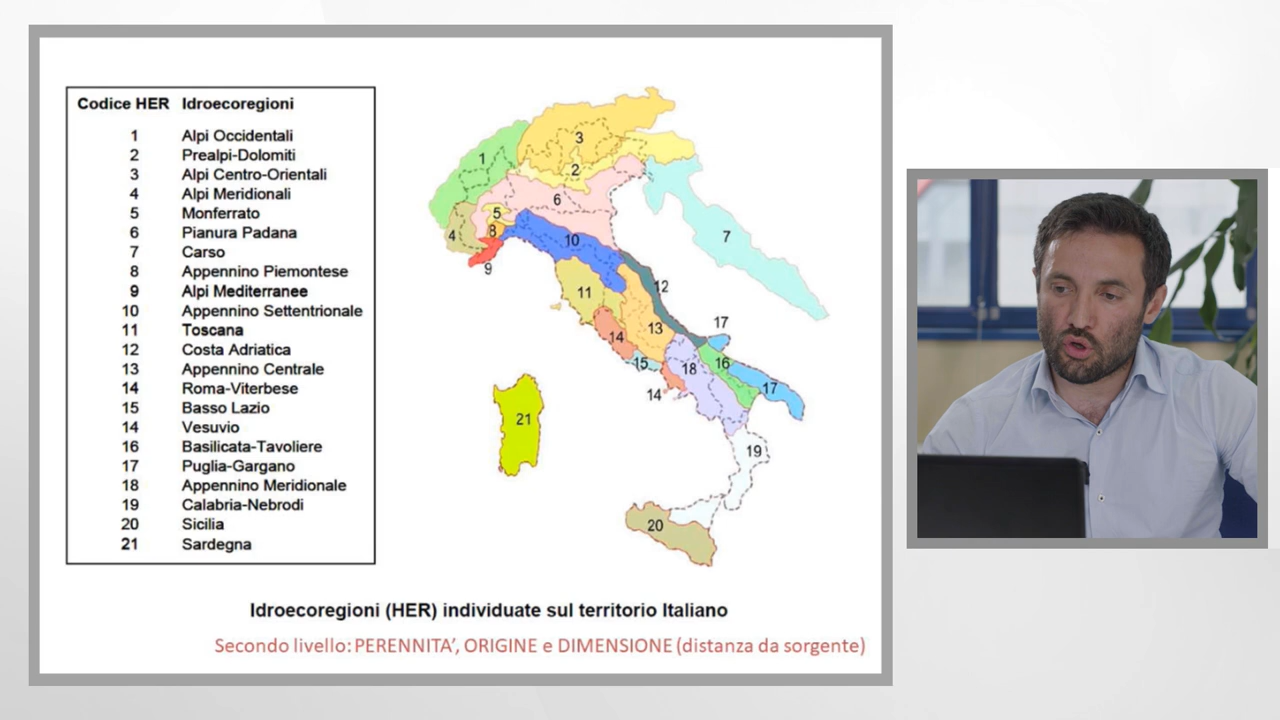 Codice HER Idroecoregioni
1 Alpi Occidentali
2 Prealpi-Dolomiti
3 Alpi Centro-Orientali
4 Alpi Meridionali
5 Monferrato
6 Pianura Padana
7 Carso
8 Appennino Piemontese
9 Alpi Mediterranee
10 Appennino Settentrionale
11 Toscana
12 Costa Adriatica
13 Appennino Centrale
14 Roma-Viterbese
15 Basso Lazio
14 Vesuvio
16 Basilicata-Tavoliere
17 Puglia-Gargano
18 Appennino Meridionale
19 Calabria-Nebrodi
20 Sicilia
21 Sardegna
3
1
2
6
5
8
4
7
10
9
12
11
17
13
14
15
16
18
17
14
21
19
20
Idroecoregioni (HER) individuate sul territorio Italiano
Secondo livello: PERENNITA', ORIGINE e DIMENSIONE (distanza da sorgente)